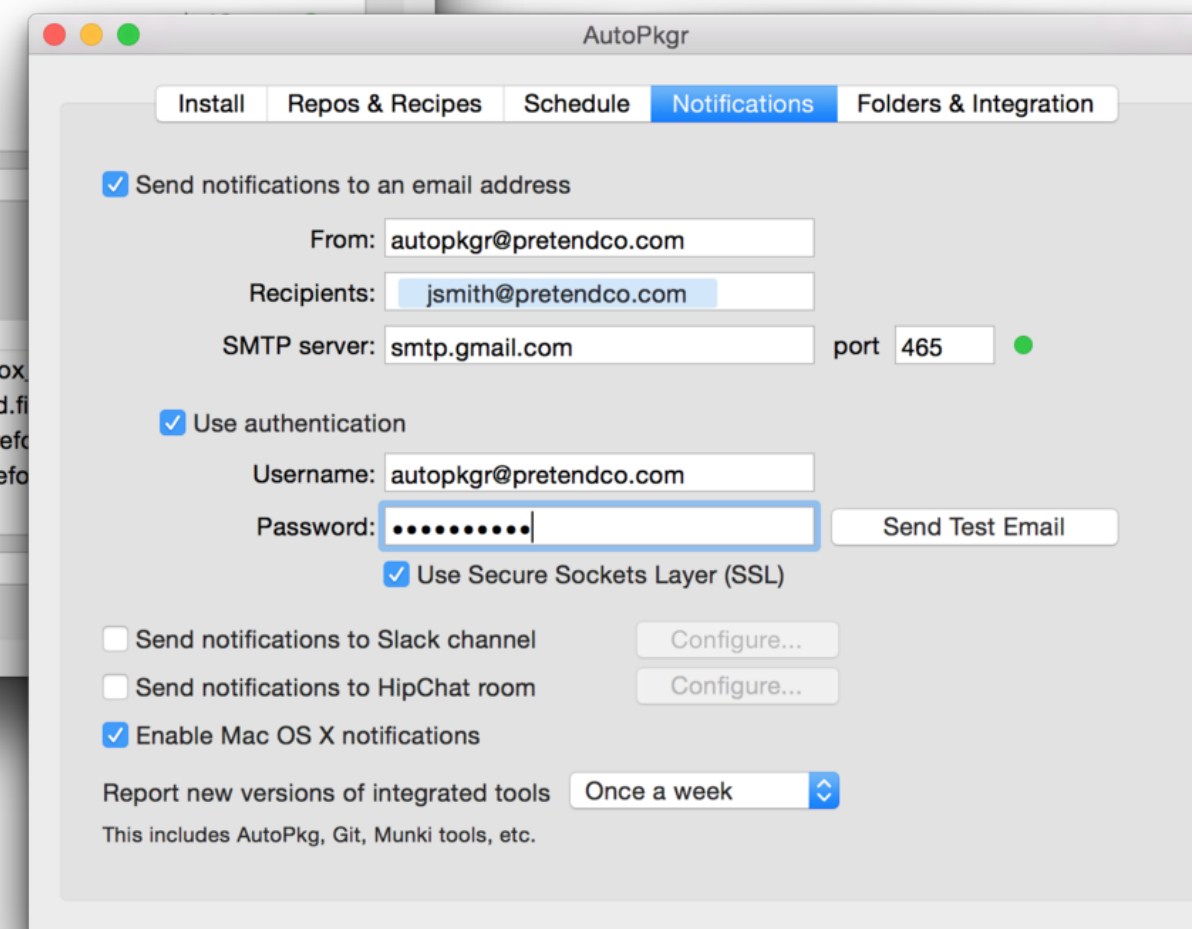 AutoPkgr
Install Repos & Recipes Schedule Notifications Folders & Integration
Send notifications to an email address
From: autopkgr@pretendco.com
Recipients: jsmith@pretendco.com
SMTP server: smtp.gmail.com port 465
Use authentication
Username: autopkgr@pretendco.com
Password: ••••••••••
Send Test Email
Use Secure Sockets Layer (SSL)
Send notifications to Slack channel Configure...
Send notifications to HipChat room Configure...
Enable Mac OS X notifications
Report new versions of integrated tools Once a week
This includes AutoPkg, Git, Munki tools, etc.